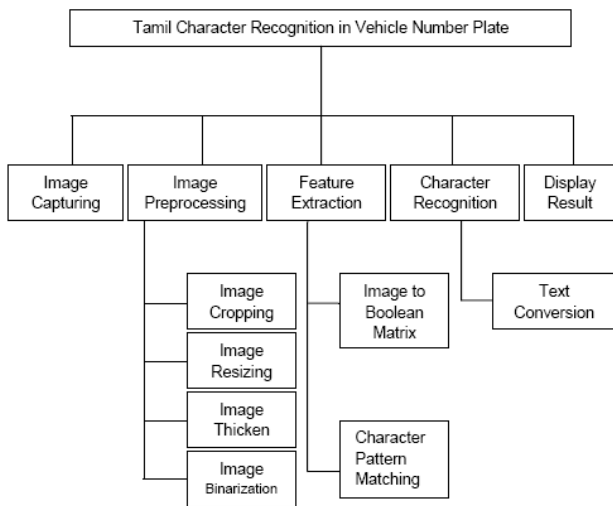 Tamil Character Recognition in Vehicle Number Plate
Image
Capturing
Image
Preprocessing
Feature
Extraction
Character
Recognition
Display
Result
Image
Cropping
Image
Resizing
Image
Thicken
Image
Binarization
Image to
Boolean
Matrix
Character
Pattern
Matching
Text
Conversion